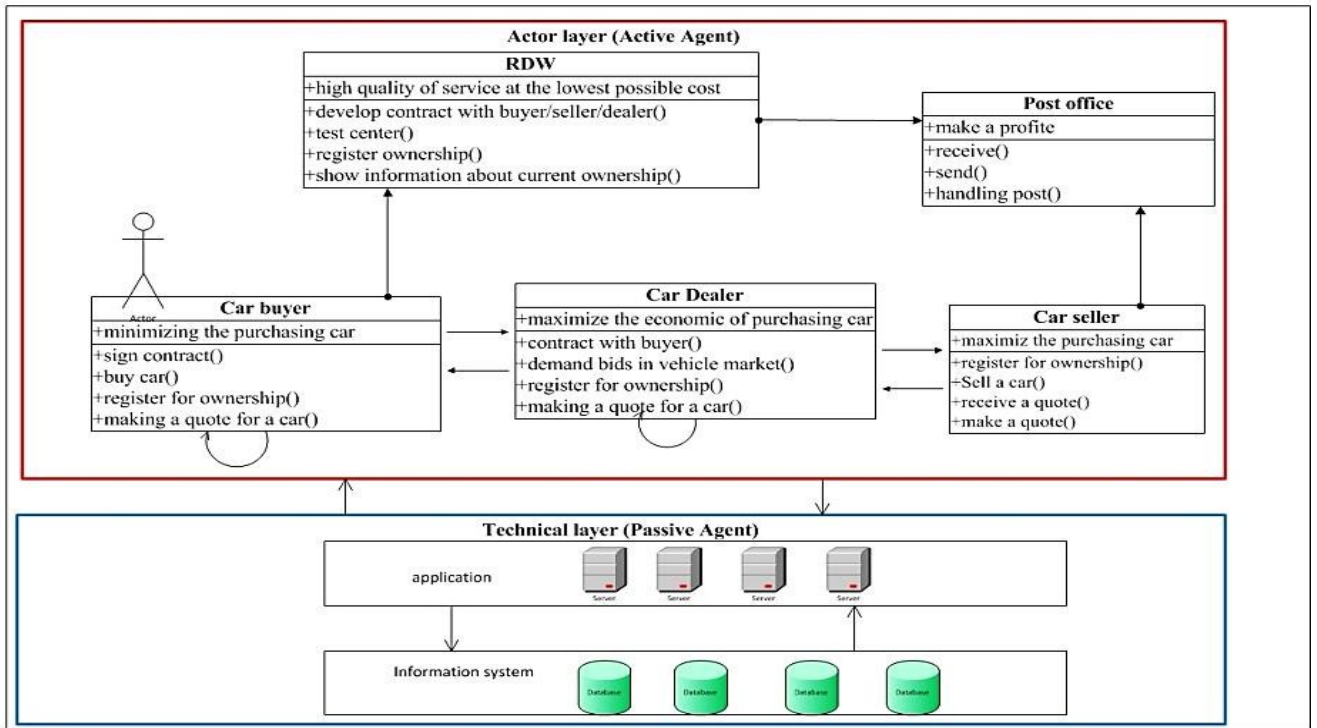 Actor layer (Active Agent)
RDW
+high quality of service at the lowest possible cost
+develop contract with buyer/seller/dealer()
+test center()
+register ownership()
+show information about current ownership()
Post office
+make a profite
+receive()
+send()
+handling post()
Actor
Car buyer
+minimizing the purchasing car
+sign contract()
+buy car()
+register for ownership()
+making a quote for a car()
Car Dealer
+maximize the economic of purchasing car
+contract with buyer()
+demand bids in vehicle market()
+register for ownership()
+making a quote for a car()
Car seller
+maximiz the purchasing car
+register for ownership()
+Sell a car()
+receive a quote()
+make a quote()
Technical layer (Passive Agent)
application
Server
Server
Server
Server
Information system
Database
Database
Database
Database